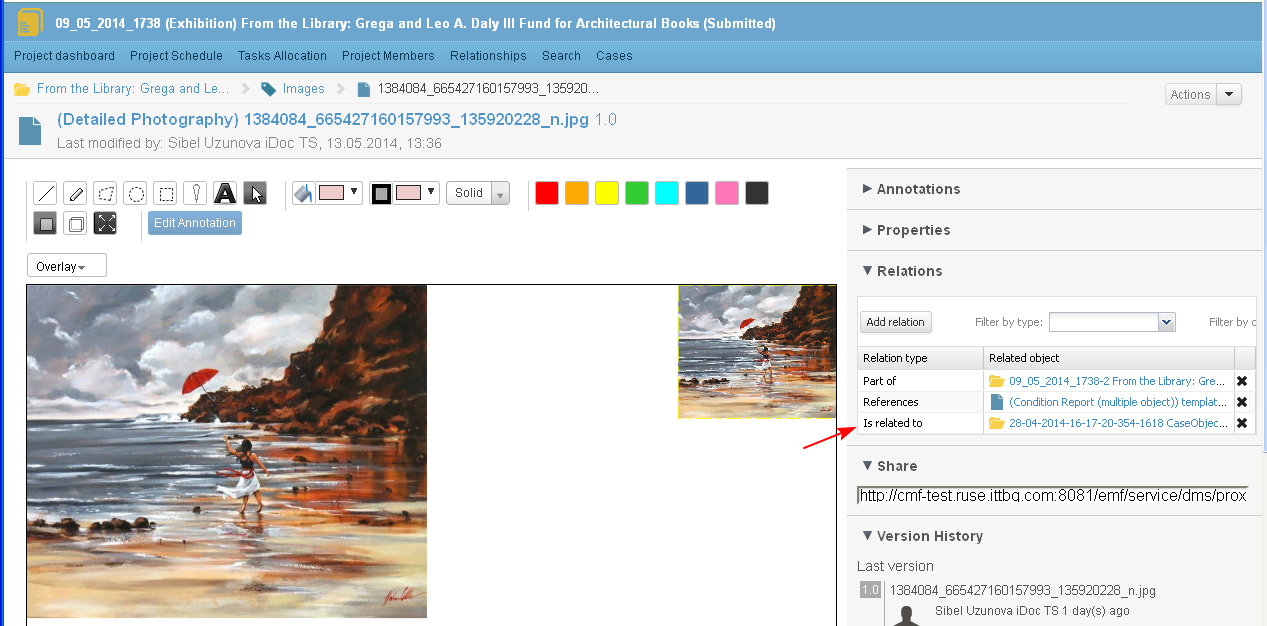 09_05_2014_1738 (Exhibition) From the Library: Grega and Leo A. Daly III Fund for Architectural Books (Submitted)
Project dashboard Project Schedule Tasks Allocation Project Members Relationships Search Cases
From the Library: Grega and Le... Images 1384084_665427160157993_135920...
Actions
(Detailed Photography) 1384084_665427160157993_135920228_n.jpg 1.0
Last modified by: Sibel Uzunova iDoc TS, 13.05.2014, 13:36
A Solid
Edit Annotation
Overlay
Annotations
Properties
Relations
Add relation Filter by type: Filter by c
Relation type Related object
Part of 09_05_2014_1738-2 From the Library: Gre...
References (Condition Report (multiple object)) templat...
Is related to 28-04-2014-16-17-20-354-1618 CaseObjec...
Share
http://cmf-test.ruse.ittbg.com:8081/emf/service/dms/prox
Version History
Last version
1.0 1384084_665427160157993_135920228_n.jpg
Sibel Uzunova iDoc TS 1 day(s) ago